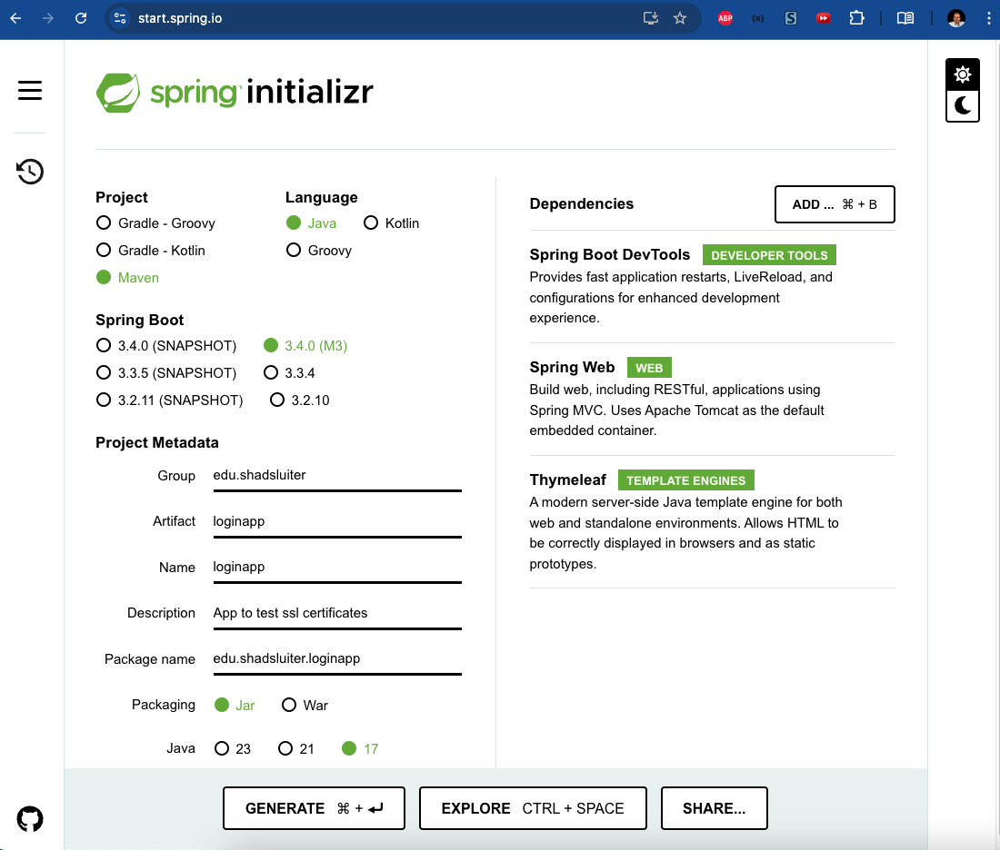 start.spring.io
ABP
S
spring initializr
Project
Gradle - Groovy
Gradle - Kotlin
Maven
Language
Java
Kotlin
Groovy
Spring Boot
3.4.0 (SNAPSHOT)
3.4.0 (M3)
3.3.5 (SNAPSHOT)
3.3.4
3.2.11 (SNAPSHOT)
3.2.10
Project Metadata
Group edu.shadsluiter
Artifact loginapp
Name loginapp
Description App to test ssl certificates
Package name edu.shadsluiter.loginapp
Packaging Jar War
Java 23 21 17
Dependencies
ADD ... ⌘ + B
Spring Boot DevTools DEVELOPER TOOLS
Provides fast application restarts, LiveReload, and
configurations for enhanced development
experience.
Spring Web WEB
Build web, including RESTful, applications using
Spring MVC. Uses Apache Tomcat as the default
embedded container.
Thymeleaf TEMPLATE ENGINES
A modern server-side Java template engine for both
web and standalone environments. Allows HTML to
be correctly displayed in browsers and as static
prototypes.
GENERATE ⌘ + ⏎
EXPLORE CTRL + SPACE
SHARE...